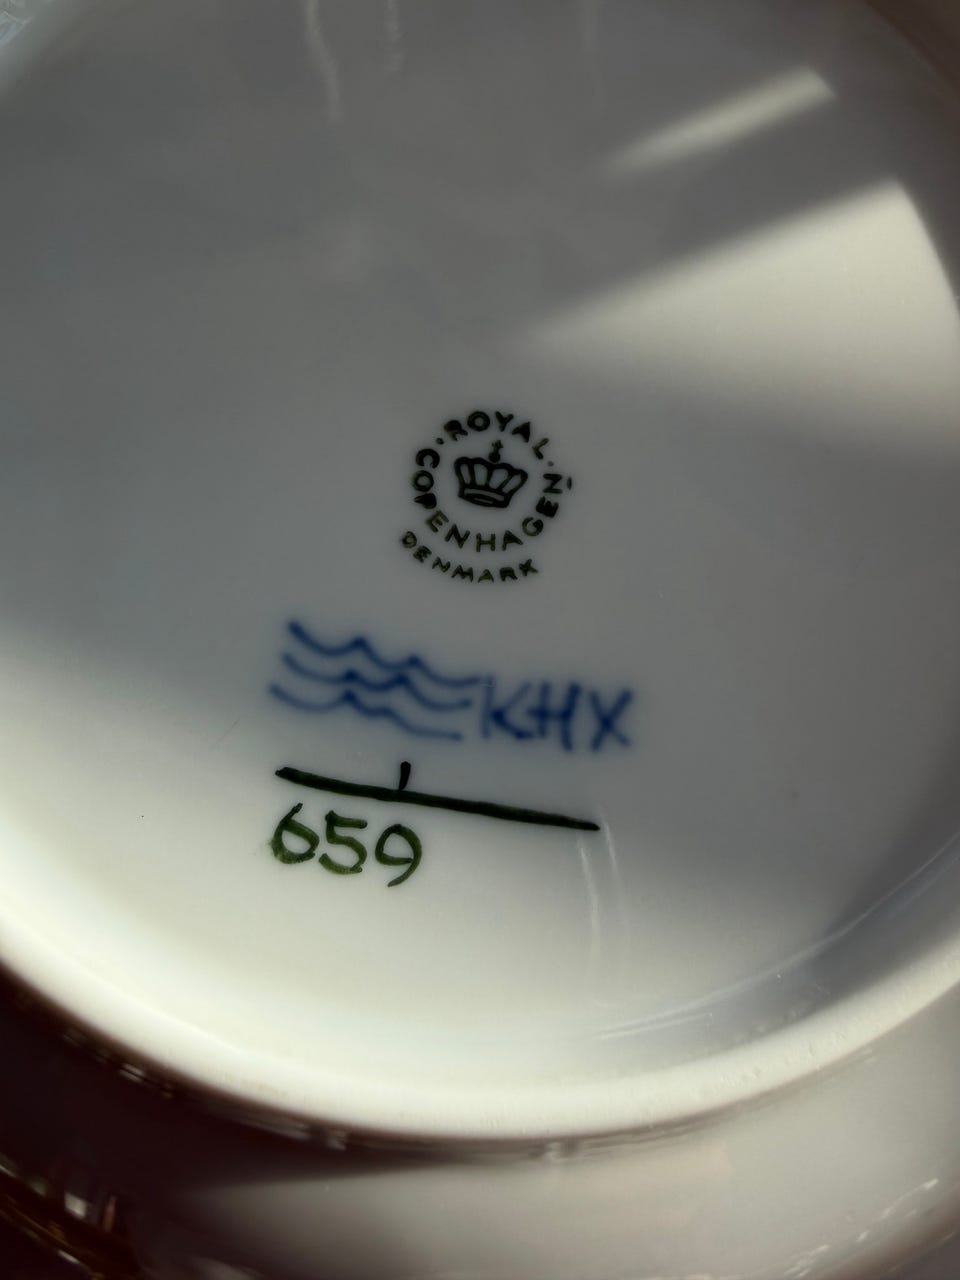 ROYAL · COPENHAGEN ·
DENMARK
KHX
659